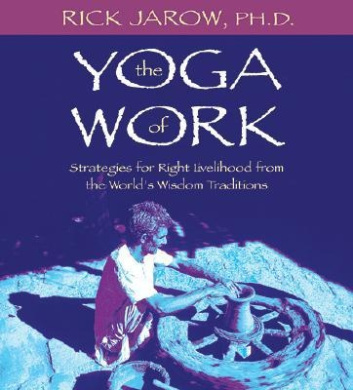 RICK JAROW, PH.D.
the
YOGA
of
WORK
Strategies for Right Livelihood from
the World's Wisdom Traditions